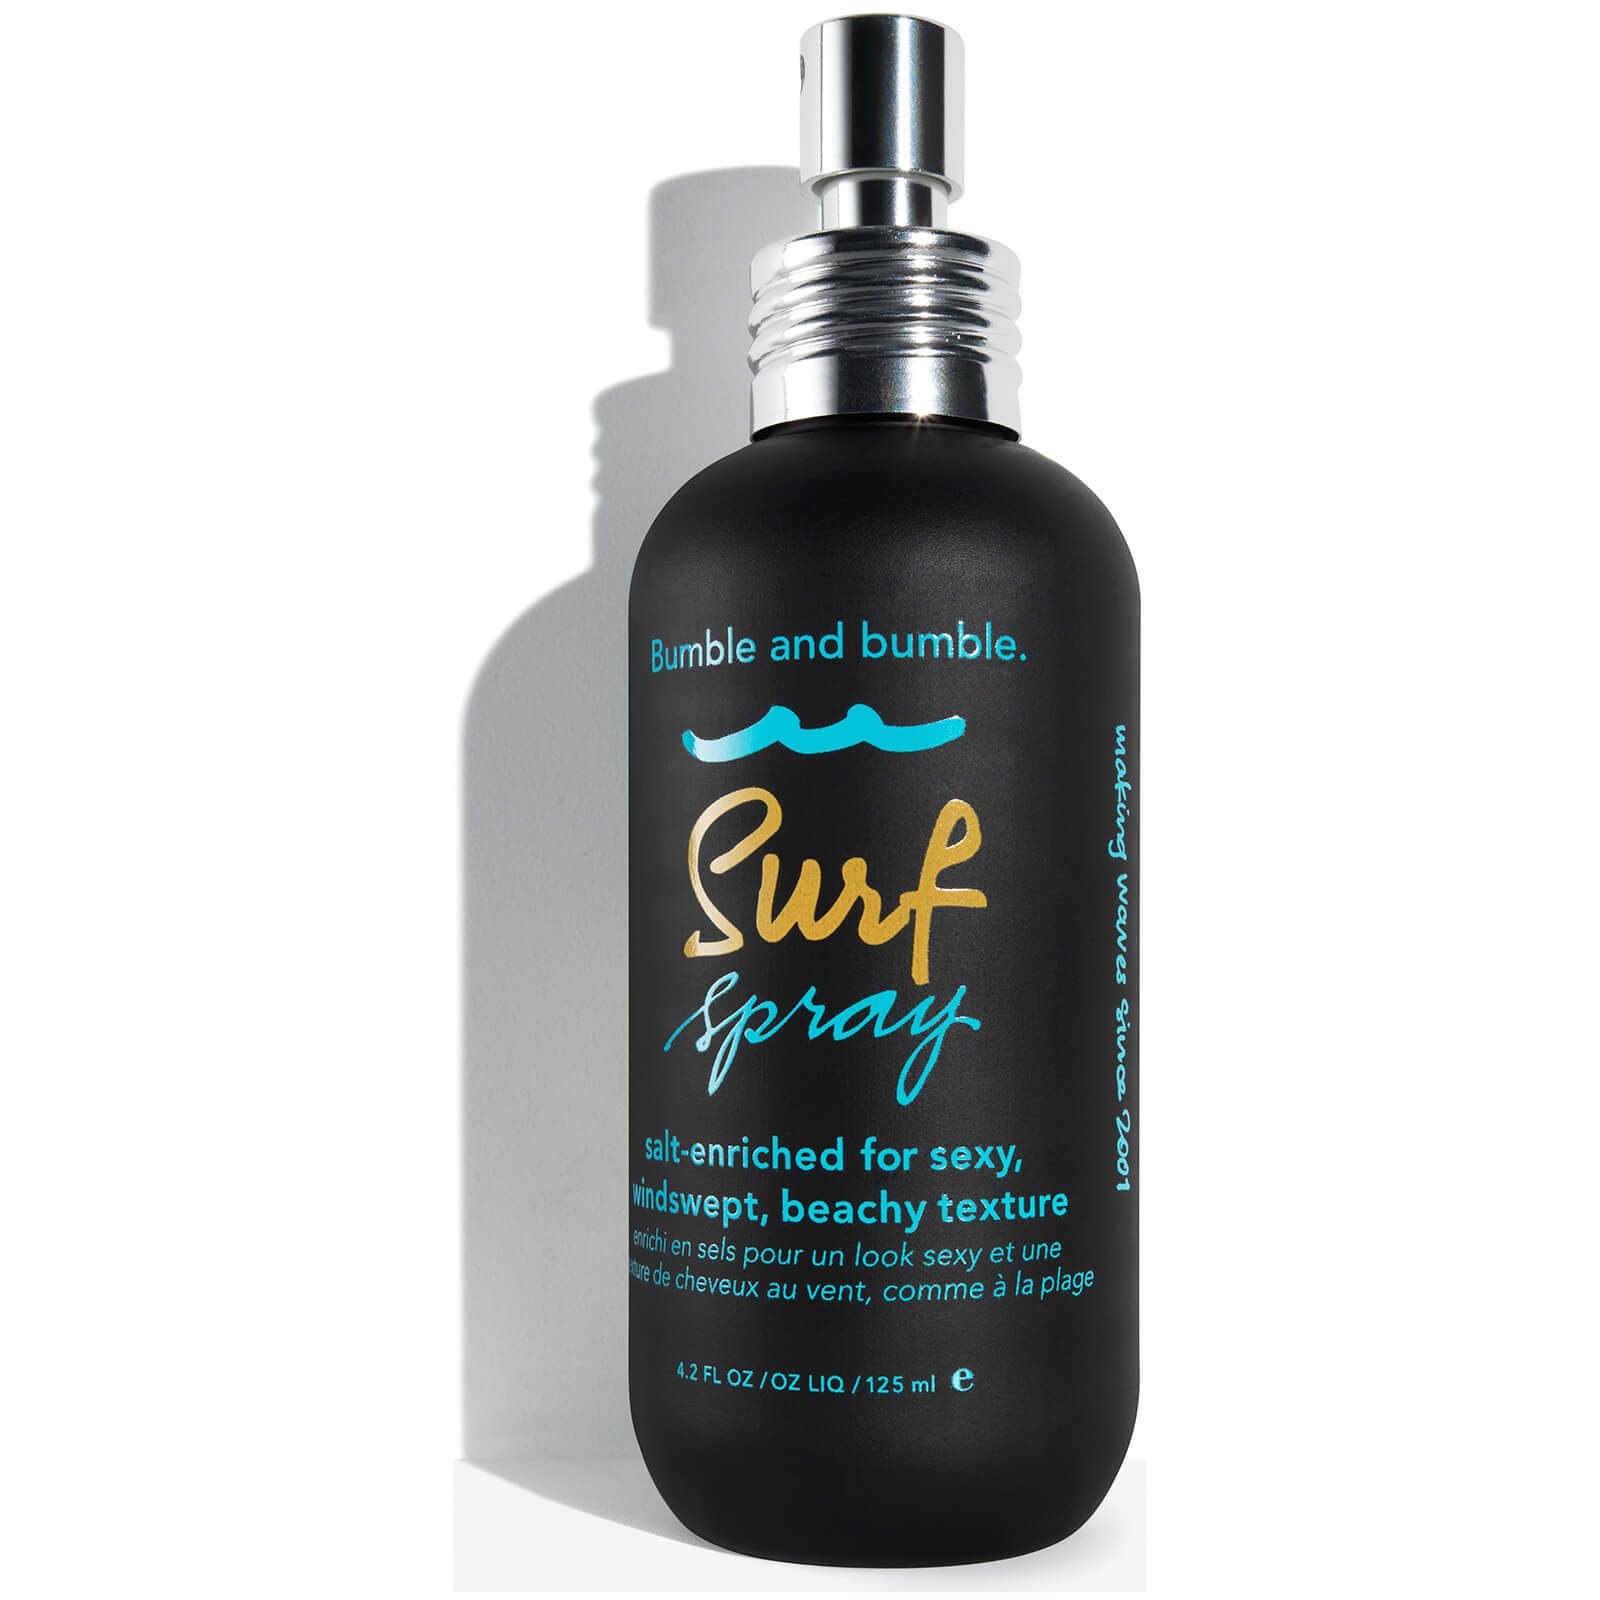 Bumble and bumble.
Surf
spray
salt-enriched for sexy,
windswept, beachy texture
enrichi en sels pour un look sexy et une
texture de cheveux au vent, comme à la plage
4.2 FL OZ / OZ LIQ / 125 ml e
making waves since 2001